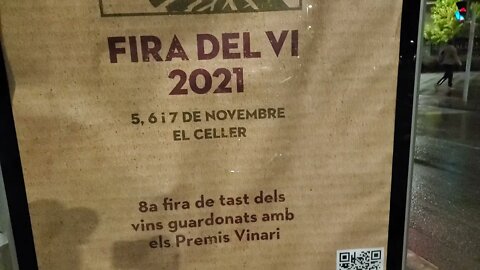 FIRA DEL VI
2021
5, 6 i 7 DE NOVEMBRE
EL CELLER
8a fira de tast dels
vins guardonats amb
els Premis Vinari